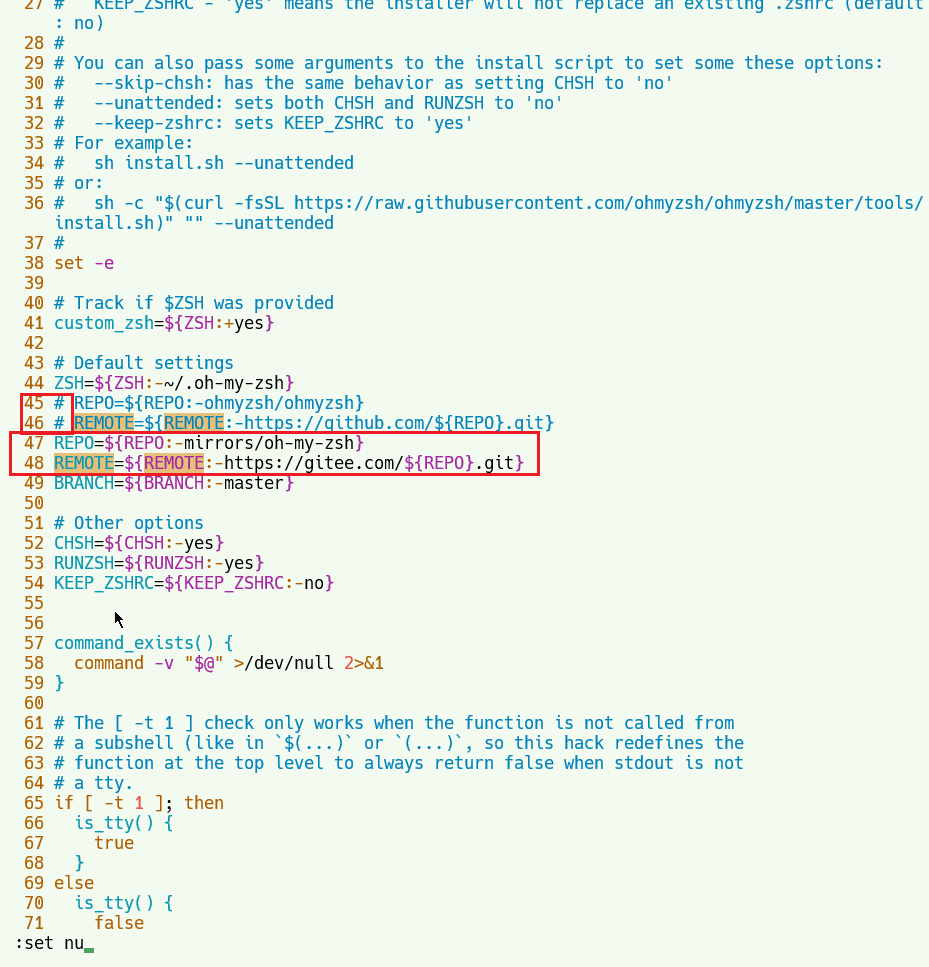 27 #   KEEP_ZSHRC - 'yes' means the installer will not replace an existing .zshrc (default
: no)
28 #
29 # You can also pass some arguments to the install script to set some these options:
30 #   --skip-chsh: has the same behavior as setting CHSH to 'no'
31 #   --unattended: sets both CHSH and RUNZSH to 'no'
32 #   --keep-zshrc: sets KEEP_ZSHRC to 'yes'
33 # For example:
34 #   sh install.sh --unattended
35 # or:
36 #   sh -c "$(curl -fsSL https://raw.githubusercontent.com/ohmyzsh/ohmyzsh/master/tools/
install.sh)" "" --unattended
37 #
38 set -e
39
40 # Track if $ZSH was provided
41 custom_zsh=${ZSH:+yes}
42
43 # Default settings
44 ZSH=${ZSH:-~/.oh-my-zsh}
45 # REPO=${REPO:-ohmyzsh/ohmyzsh}
46 # REMOTE=${REMOTE:-https://github.com/${REPO}.git}
47 REPO=${REPO:-mirrors/oh-my-zsh}
48 REMOTE=${REMOTE:-https://gitee.com/${REPO}.git}
49 BRANCH=${BRANCH:-master}
50
51 # Other options
52 CHSH=${CHSH:-yes}
53 RUNZSH=${RUNZSH:-yes}
54 KEEP_ZSHRC=${KEEP_ZSHRC:-no}
55
56
57 command_exists() {
58   command -v "$@" >/dev/null 2>&1
59 }
60
61 # The [ -t 1 ] check only works when the function is not called from
62 # a subshell (like in `$(...)` or `(...)`, so this hack redefines the
63 # function at the top level to always return false when stdout is not
64 # a tty.
65 if [ -t 1 ]; then
66   is_tty() {
67     true
68   }
69 else
70   is_tty() {
71     false
:set nu